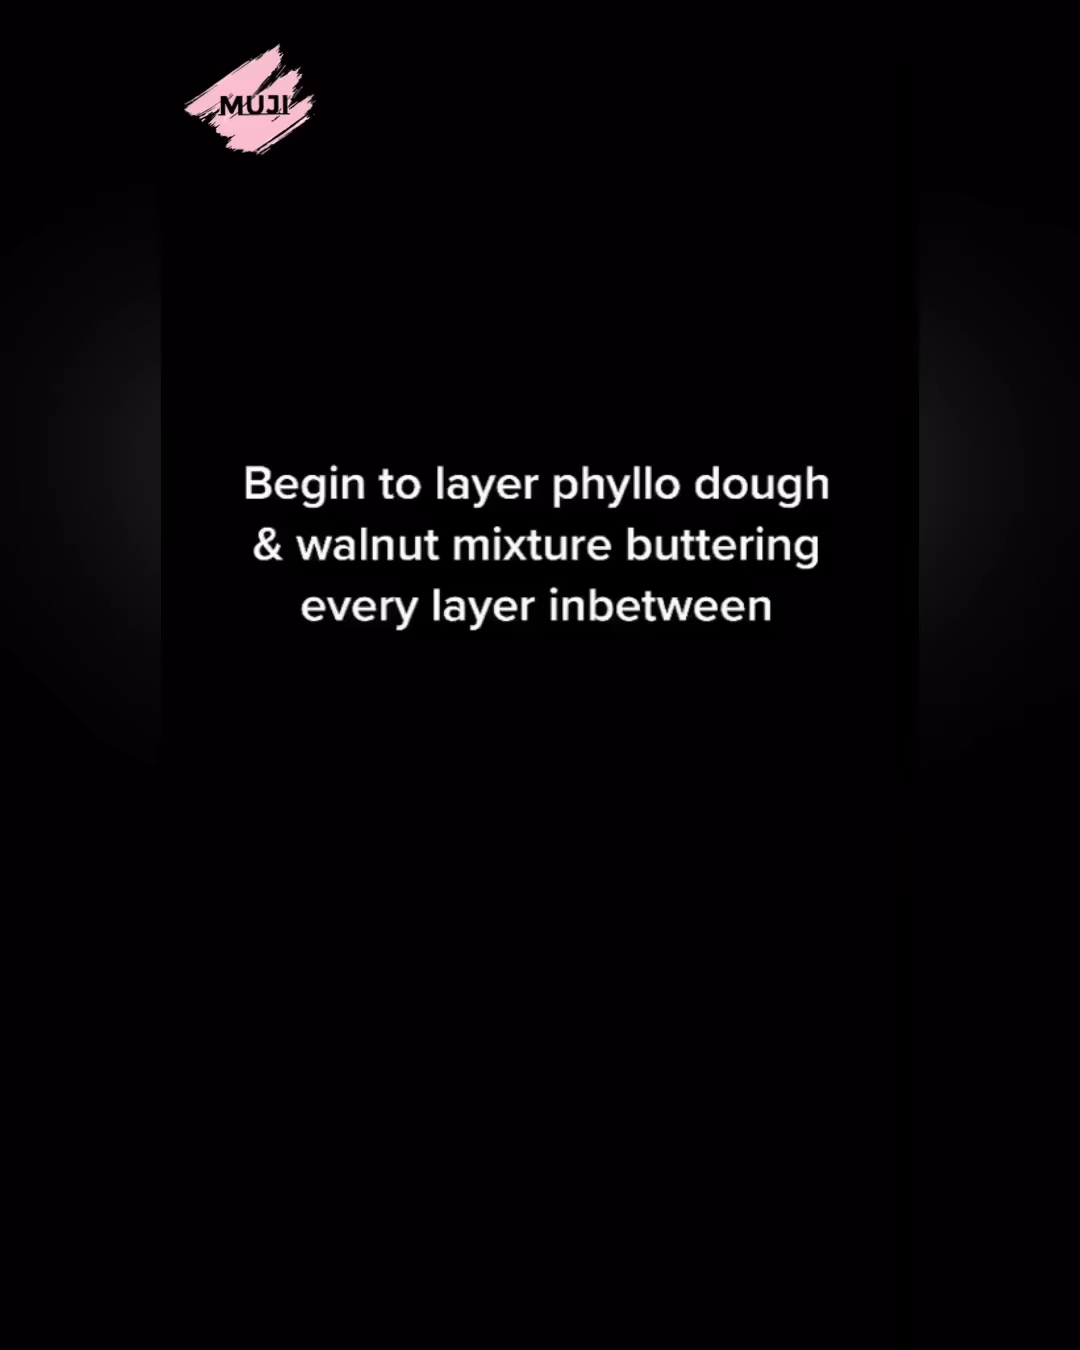 MUJI
Begin to layer phyllo dough
& walnut mixture buttering
every layer inbetween